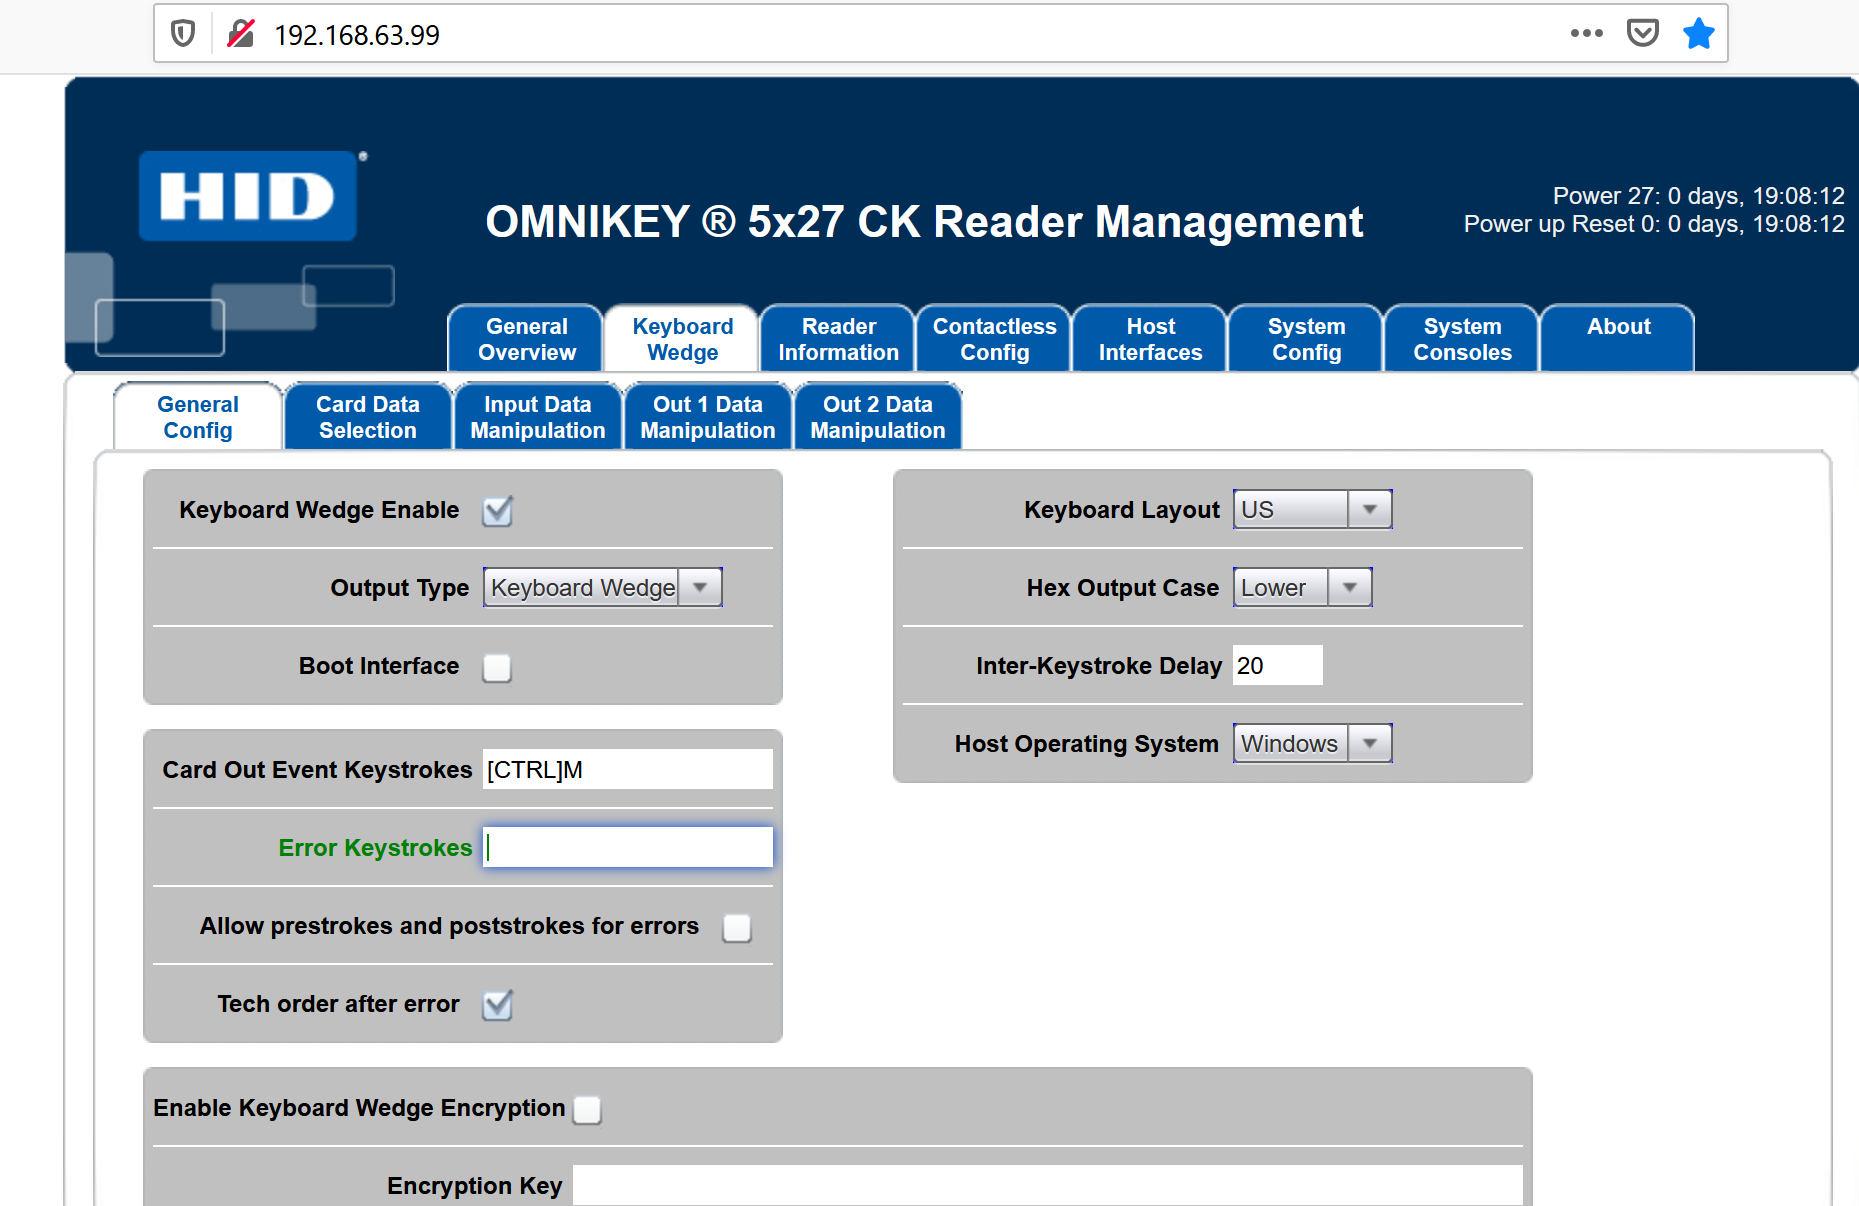 192.168.63.99
HID
OMNIKEY ® 5x27 CK Reader Management
Power 27: 0 days, 19:08:12
Power up Reset 0: 0 days, 19:08:12
General Overview
Keyboard Wedge
Reader Information
Contactless Config
Host Interfaces
System Config
System Consoles
About
General Config
Card Data Selection
Input Data Manipulation
Out 1 Data Manipulation
Out 2 Data Manipulation
Keyboard Wedge Enable
Output Type Keyboard Wedge
Boot Interface
Keyboard Layout US
Hex Output Case Lower
Inter-Keystroke Delay 20
Host Operating System Windows
Card Out Event Keystrokes [CTRL]M
Error Keystrokes
Allow prestrokes and poststrokes for errors
Tech order after error
Enable Keyboard Wedge Encryption
Encryption Key